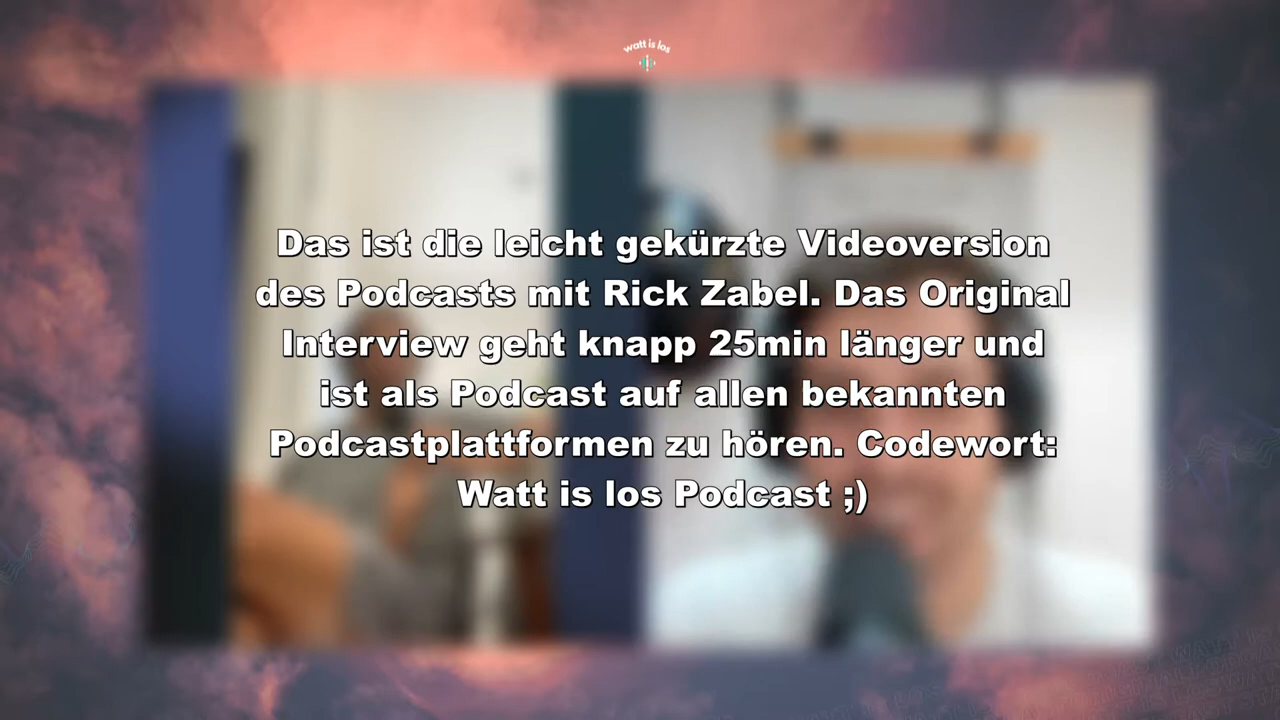 watt is los
Das ist die leicht gekürzte Videoversion
des Podcasts mit Rick Zabel. Das Original
Interview geht knapp 25min länger und
ist als Podcast auf allen bekannten
Podcastplattformen zu hören. Codewort:
Watt is los Podcast ;)